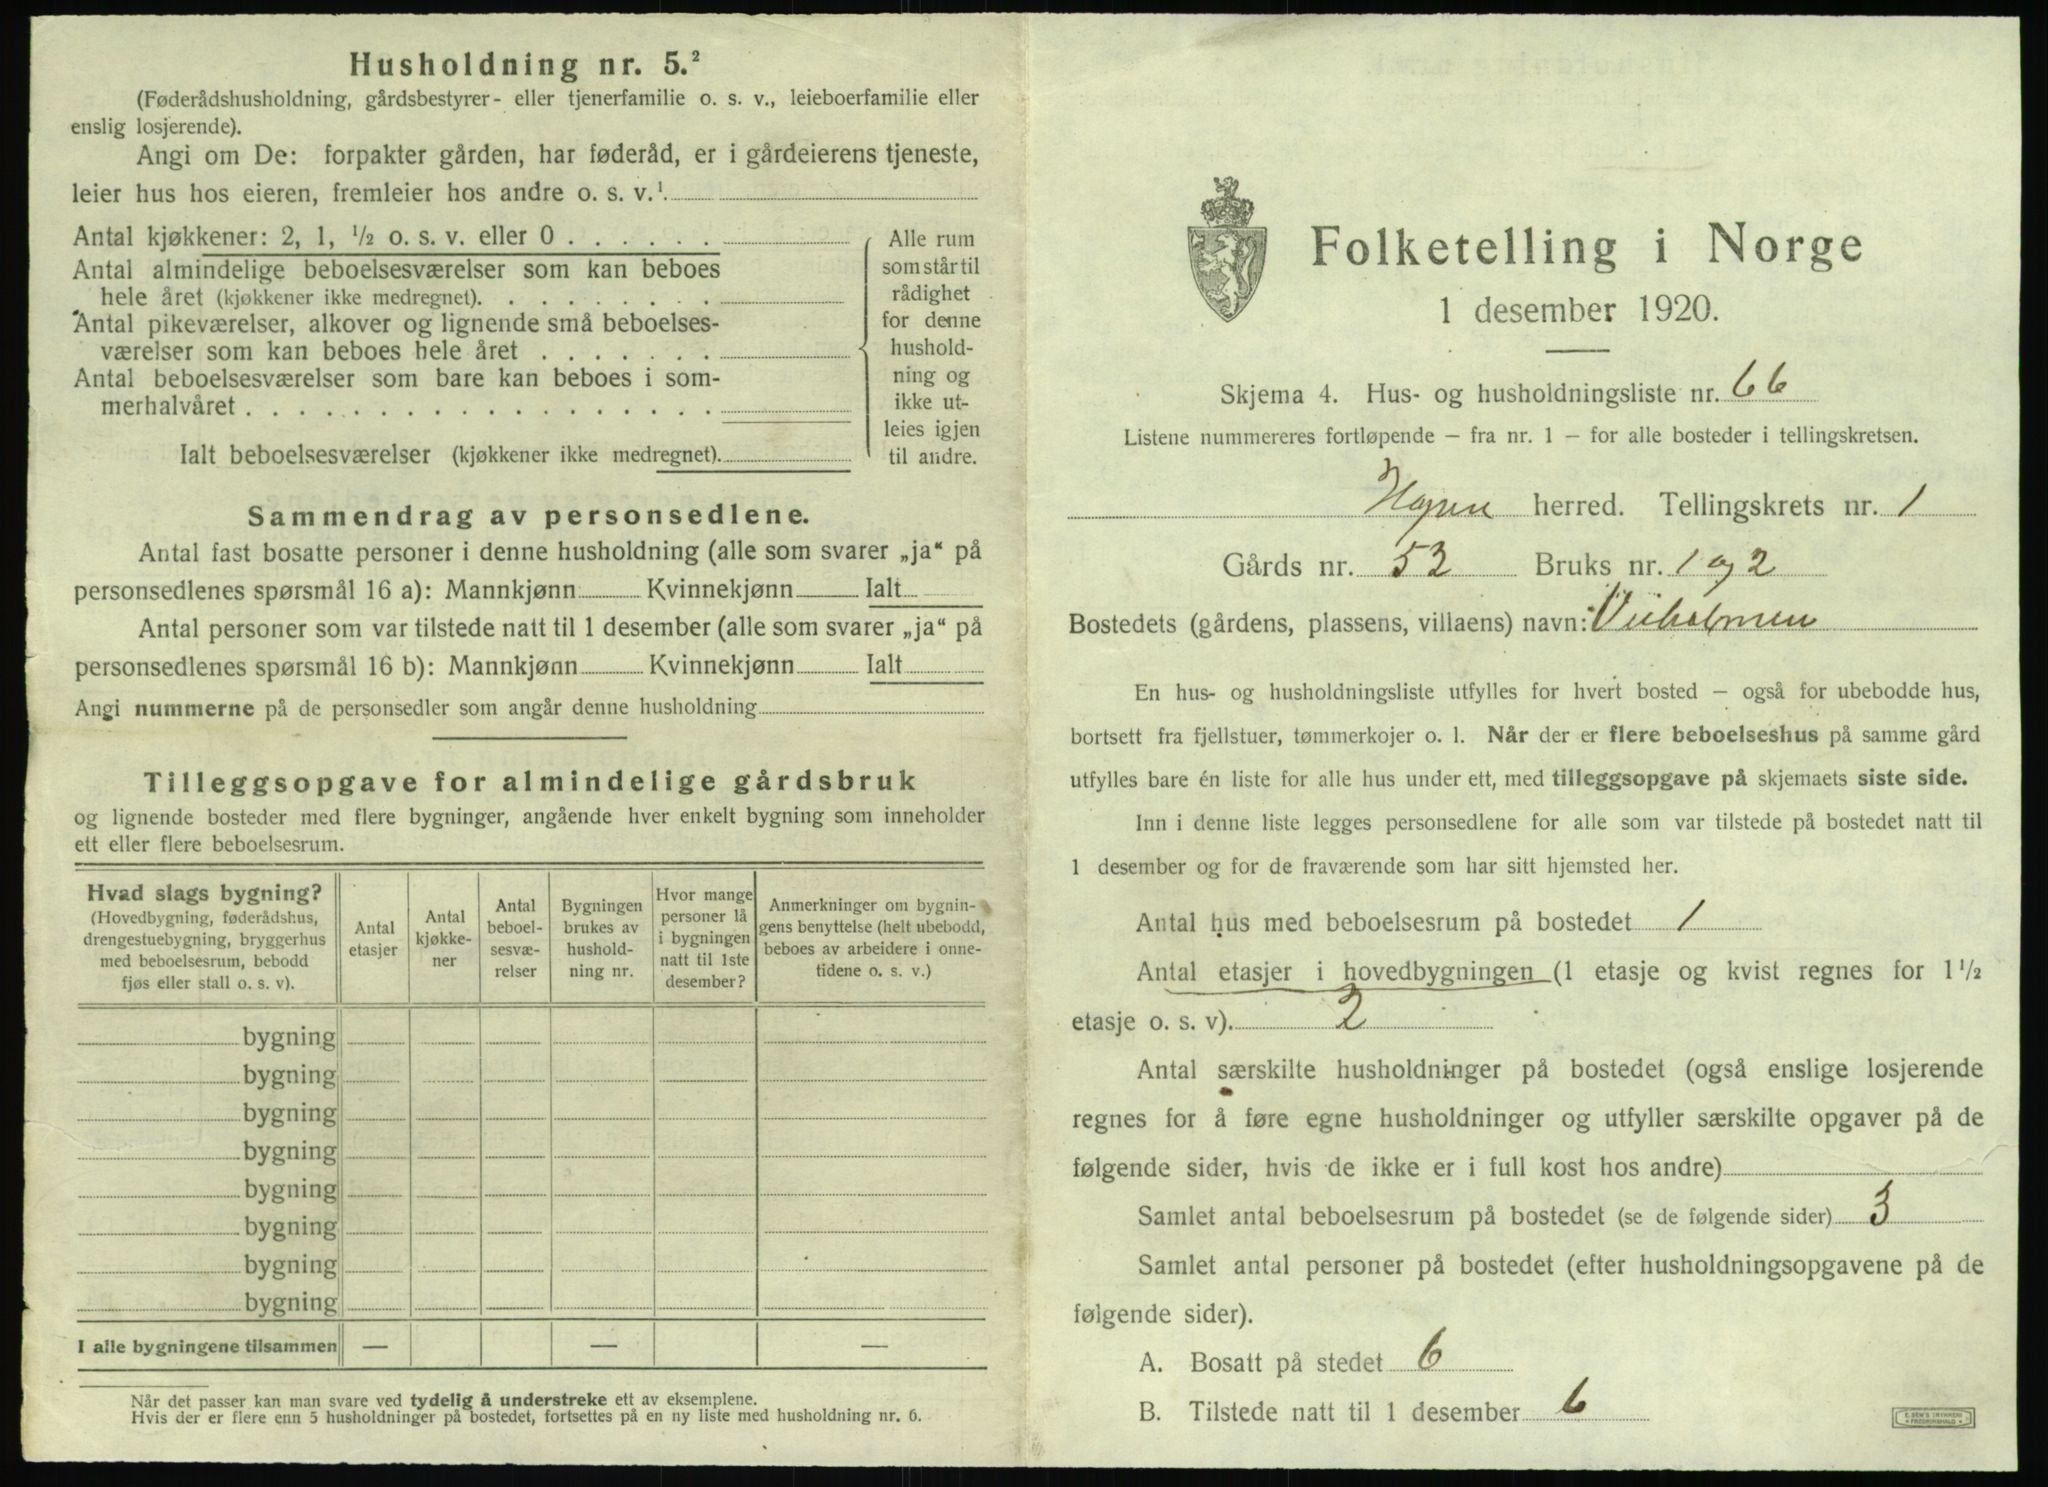 Husholdning nr. 5.²
(Føderådshusholdning, gårdsbestyrer- eller tjenerfamilie o. s. v., leieboerfamilie eller
enslig losjerende).
Angi om De: forpakter gården, har føderåd, er i gårdeierens tjeneste,
leier hus hos eieren, fremleier hos andre o. s. v.¹
Antal kjøkkener: 2, 1, ½ o. s. v. eller 0 . . . . . .
Antal almindelige beboelsesværelser som kan beboes
hele året (kjøkkener ikke medregnet). . . . . . . . .
Antal pikeværelser, alkover og lignende små beboelses-
værelser som kan beboes hele året . . . . . . .
Antal beboelsesværelser som bare kan beboes i som-
merhalvåret . . . . . . . . . . . . . . . . . .
Ialt beboelsesværelser (kjøkkener ikke medregnet).
Alle rum
som står til
rådighet
for denne
hushold-
ning og
ikke ut-
leies igjen
til andre.
Sammendrag av personsedlene.
Antal fast bosatte personer i denne husholdning (alle som svarer „ja“ på
personsedlenes spørsmål 16 a): Mannkjønn Kvinnekjønn Ialt
Antal personer som var tilstede natt til 1 desember (alle som svarer „ja“ på
personsedlenes spørsmål 16 b): Mannkjønn Kvinnekjønn Ialt
Angi nummerne på de personsedler som angår denne husholdning
Tilleggsopgave for almindelige gårdsbruk
og lignende bosteder med flere bygninger, angående hver enkelt bygning som inneholder
ett eller flere beboelsesrum.
Hvad slags bygning?
(Hovedbygning, føderådshus,
drengestuebygning, bryggerhus
med beboelsesrum, bebodd
fjøs eller stall o. s. v).
Antal
etasjer
Antal
kjøkke-
ner
Antal
beboel-
sesvæ-
relser
Bygningen
brukes av
hushold-
ning nr.
Hvor mange
personer lå
i bygningen
natt til 1ste
desember?
Anmerkninger om bygnin-
gens benyttelse (helt ubebodd,
beboes av arbeidere i onne-
tidene o. s. v.)
bygning
bygning
bygning
bygning
bygning
bygning
bygning
bygning
I alle bygningene tilsammen — — —
Når det passer kan man svare ved tydelig å understreke ett av eksemplene.
Hvis der er flere enn 5 husholdninger på bostedet, fortsettes på en ny liste med husholdning nr. 6.
Folketelling i Norge
1 desember 1920.
Skjema 4. Hus- og husholdningsliste nr. 66
Listene nummereres fortløpende – fra nr. 1 – for alle bosteder i tellingskretsen.
Hopen herred. Tellingskrets nr. 1
Gårds nr. 53 Bruks nr. 1 og 2
Bostedets (gårdens, plassens, villaens) navn: Veiholmen
En hus- og husholdningsliste utfylles for hvert bosted – også for ubebodde hus,
bortsett fra fjellstuer, tømmerkojer o. l. Når der er flere beboelseshus på samme gård
utfylles bare én liste for alle hus under ett, med tilleggsopgave på skjemaets siste side.
Inn i denne liste legges personsedlene for alle som var tilstede på bostedet natt til
1 desember og for de fraværende som har sitt hjemsted her.
Antal hus med beboelsesrum på bostedet 1
Antal etasjer i hovedbygningen (1 etasje og kvist regnes for 1½
etasje o. s. v). 2
Antal særskilte husholdninger på bostedet (også enslige losjerende
regnes for å føre egne husholdninger og utfyller særskilte opgaver på de
følgende sider, hvis de ikke er i full kost hos andre)
Samlet antal beboelsesrum på bostedet (se de følgende sider) 3
Samlet antal personer på bostedet (efter husholdningsopgavene på de
følgende sider).
A. Bosatt på stedet 6
B. Tilstede natt til 1 desember 6